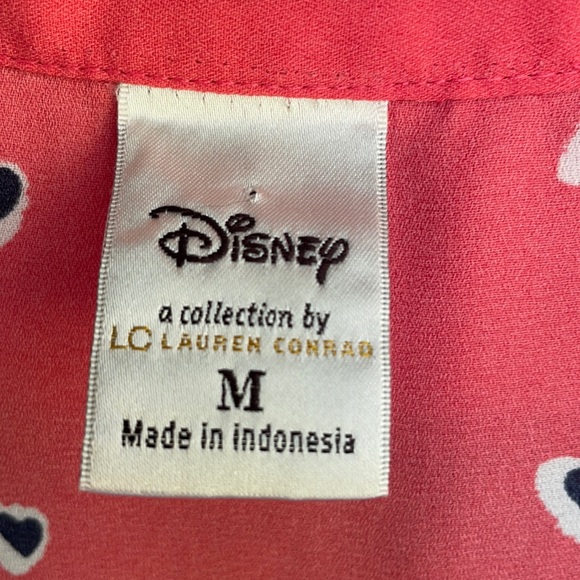 Disney
a collection by
LC LAUREN CONRAD
M
Made in Indonesia